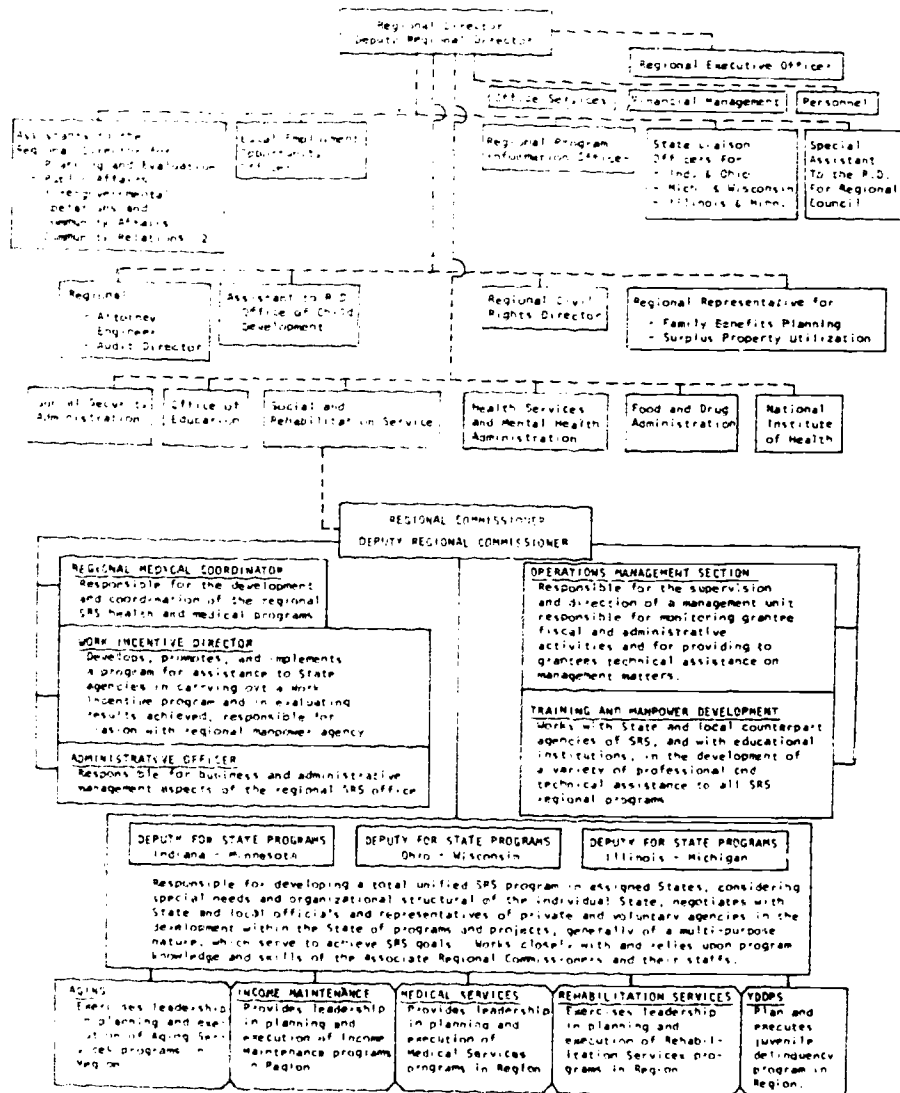 Regional Director
Deputy Regional Director
Regional Executive Officer
Office Services
Financial Management
Personnel
Assistants to the
Regional Director for
Planning and Evaluation
Public Affairs
Intergovernmental
and
Community Affairs
Community Relations 2
Equal Employment
Opportunity
Officer
Regional Program
Information Officer
State Liaison
Officers For
- Ind. & Ohio
- Mich. & Wisconsin
- Illinois & Minn.
Special
Assistant
To the R.D.
For Regional
Council
Regional
- Attorney
Engineer
- Audit Director
Assistant to R.D.
Office of Child
Development
Regional Civil
Rights Director
Regional Representative for
- Family Benefits Planning
- Surplus Property Utilization
Social Security
Administration
Office of
Education
Social and
Rehabilitation Service
Health Services
and Mental Health
Administration
Food and Drug
Administration
National
Institute
of Health
REGIONAL COMMISSIONER
DEPUTY REGIONAL COMMISSIONER
REGIONAL MEDICAL COORDINATOR
Responsible for the development
and coordination of the regional
SRS health and medical programs
WORK INCENTIVE DIRECTOR
Develops, promotes, and implements
a program for assistance to State
agencies in carrying out a Work
Incentive program and in evaluating
results achieved, responsible for
liaison with regional manpower agency
ADMINISTRATIVE OFFICER
Responsible for business and administrative
management aspects of the regional SRS office
OPERATIONS MANAGEMENT SECTION
Responsible for the supervision
and direction of a management unit
responsible for monitoring grantee
fiscal and administrative
activities and for providing to
grantees technical assistance on
management matters.
TRAINING AND MANPOWER DEVELOPMENT
Works with State and local counterpart
agencies of SRS, and with educational
institutions, in the development of
a variety of professional and
technical assistance to all SRS
regional programs
DEPUTY FOR STATE PROGRAMS
Indiana - Minnesota
DEPUTY FOR STATE PROGRAMS
Ohio - Wisconsin
DEPUTY FOR STATE PROGRAMS
Illinois - Michigan
Responsible for developing a total unified SRS program in assigned States, considering
special needs and organizational structural of the individual State, negotiates with
State and local officials and representatives of private and voluntary agencies in the
development within the State of programs and projects, generally of a multi-purpose
nature, which serve to achieve SRS goals Works closely with and relies upon program
knowledge and skills of the Associate Regional Commissioners and their staffs.
AGING
Exercises leadership
in planning and exe-
cution of Aging Ser-
vices programs in
Region
INCOME MAINTENANCE
Provides leadership
in planning and
execution of Income
Maintenance programs
in Region
MEDICAL SERVICES
Provides leadership
in planning and
execution of
Medical Services
programs in Region
REHABILITATION SERVICES
Exercises leadership
in planning and
execution of Rehabil-
itation Services pro-
grams in Region
YDDPS
Plan and
executes
juvenile
delinquency
program in
Region.